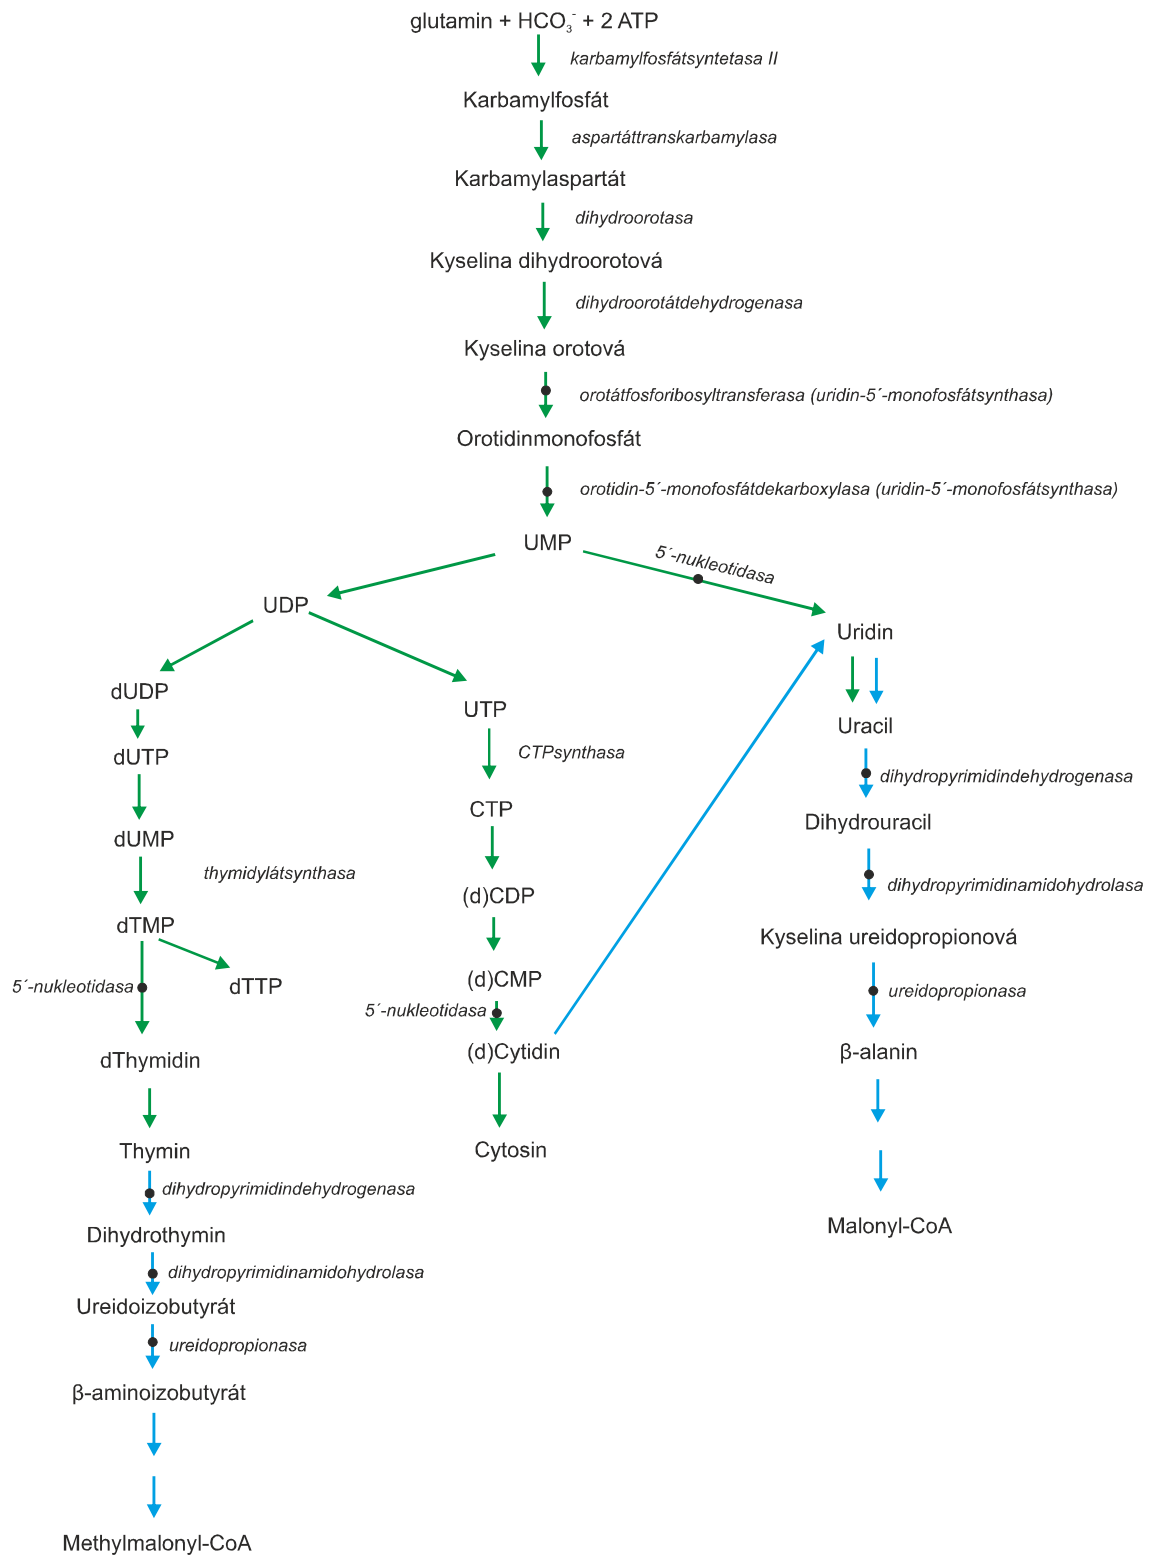 glutamin + HCO₃⁻ + 2 ATP
karbamylfosfátsyntetasa II
Karbamylfosfát
aspartáttranskarbamylasa
Karbamylaspartát
dihydroorotasa
Kyselina dihydroorotová
dihydroorotátdehydrogenasa
Kyselina orotová
orotátfosforibosyltransferasa (uridin-5´-monofosfátsynthasa)
Orotidinmonofosfát
orotidin-5´-monofosfátdekarboxylasa (uridin-5´-monofosfátsynthasa)
UMP
5´-nukleotidasa
UDP
Uridin
dUDP
UTP
Uracil
dUTP
CTPsynthasa
dihydropyrimidindehydrogenasa
CTP
Dihydrouracil
dUMP
thymidylátsynthasa
dihydropyrimidinamidohydrolasa
(d)CDP
dTMP
Kyselina ureidopropionová
(d)CMP
5´-nukleotidasa
dTTP
ureidopropionasa
5´-nukleotidasa
(d)Cytidin
β-alanin
dThymidin
Thymin
Cytosin
dihydropyrimidindehydrogenasa
Malonyl-CoA
Dihydrothymin
dihydropyrimidinamidohydrolasa
Ureidoizobutyrát
ureidopropionasa
β-aminoizobutyrát
Methylmalonyl-CoA